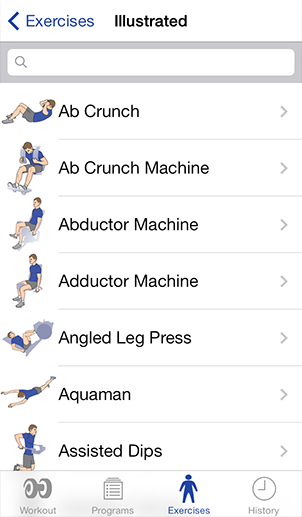 Exercises Illustrated
Ab Crunch
Ab Crunch Machine
Abductor Machine
Adductor Machine
Angled Leg Press
Aquaman
Assisted Dips
Workout Programs Exercises History